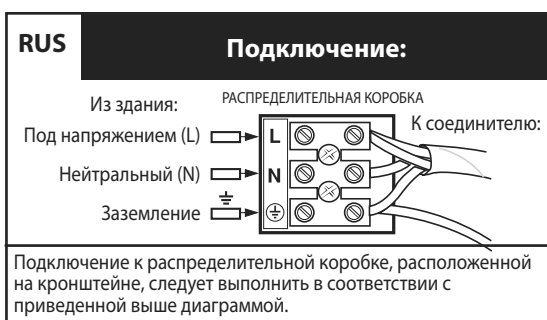 RUS
Подключение:
Из здания:
РАСПРЕДЕЛИТЕЛЬНАЯ КОРОБКА
К соединителю:
Под напряжением (L)
L
Нейтральный (N)
N
Заземление
Подключение к распределительной коробке, расположенной
на кронштейне, следует выполнить в соответствии с
приведенной выше диаграммой.